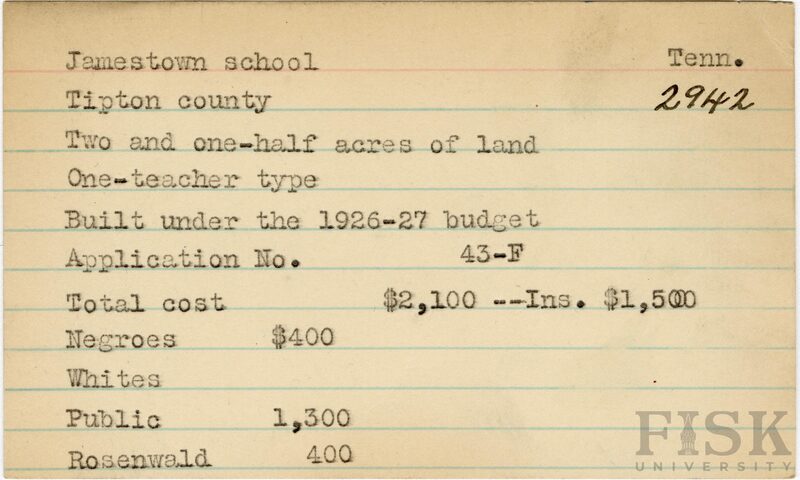 Jamestown school Tenn.
Tipton county 2942
Two and one-half acres of land
One-teacher type
Built under the 1926-27 budget
Application No. 43-F
Total cost $2,100 --Ins. $1,500
Negroes $400
Whites
Public 1,300
Rosenwald 400
FISK
UNIVERSITY